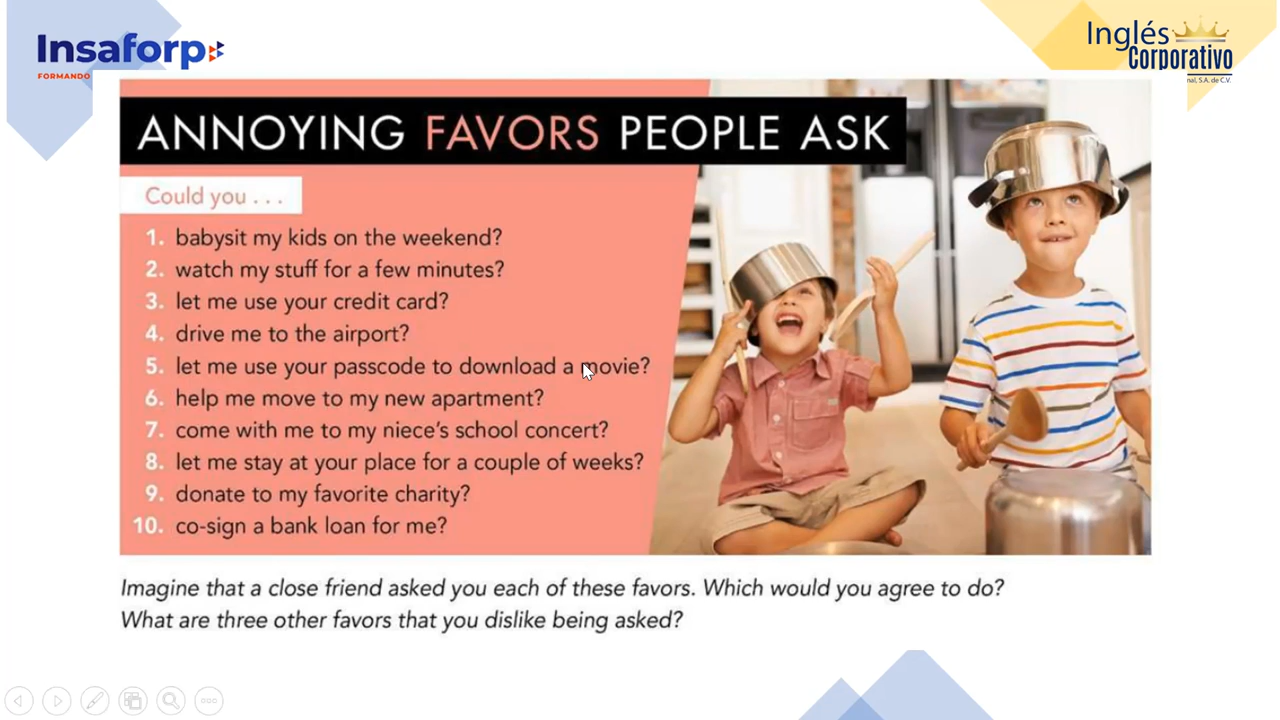 Insaforp
FORMANDO
Inglés
Corporativo
nal, S.A. de C.V.
ANNOYING FAVORS PEOPLE ASK
Could you . . .
1. babysit my kids on the weekend?
2. watch my stuff for a few minutes?
3. let me use your credit card?
4. drive me to the airport?
5. let me use your passcode to download a movie?
6. help me move to my new apartment?
7. come with me to my niece's school concert?
8. let me stay at your place for a couple of weeks?
9. donate to my favorite charity?
10. co-sign a bank loan for me?
Imagine that a close friend asked you each of these favors. Which would you agree to do?
What are three other favors that you dislike being asked?